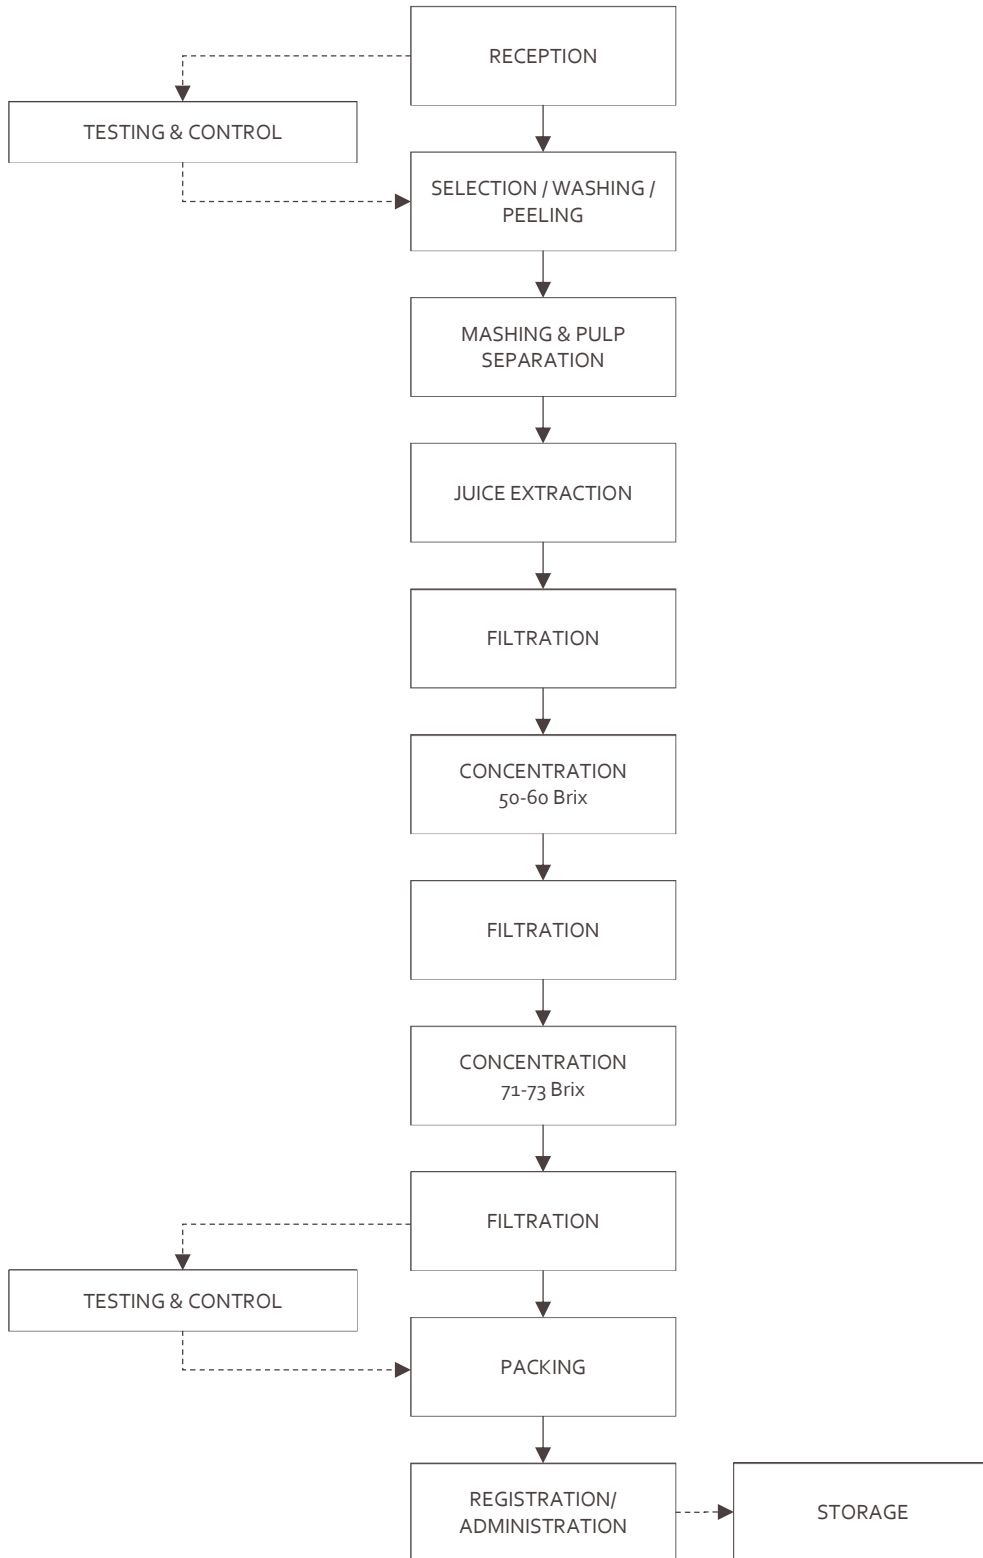 RECEPTION
TESTING & CONTROL
SELECTION / WASHING /
PEELING
MASHING & PULP
SEPARATION
JUICE EXTRACTION
FILTRATION
CONCENTRATION
50-60 Brix
FILTRATION
CONCENTRATION
71-73 Brix
FILTRATION
TESTING & CONTROL
PACKING
REGISTRATION/
ADMINISTRATION
STORAGE